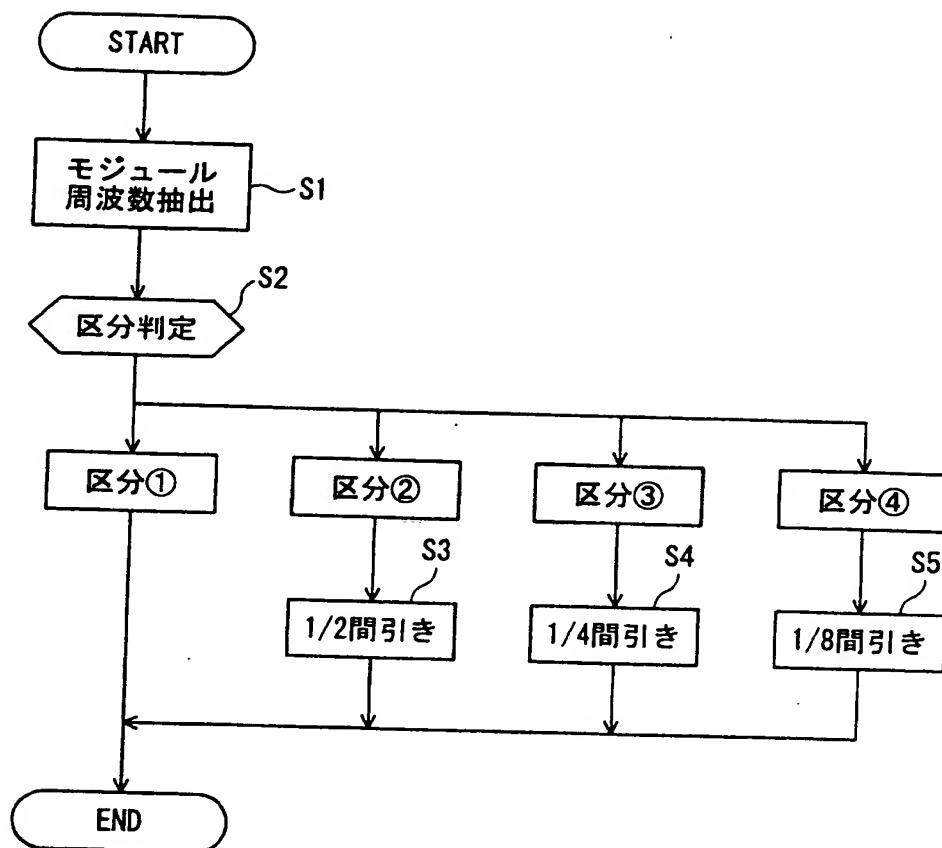 START
モジュール
周波数抽出
S1
S2
区分判定
区分①
区分②
区分③
区分④
S3
S4
S5
1/2間引き
1/4間引き
1/8間引き
END